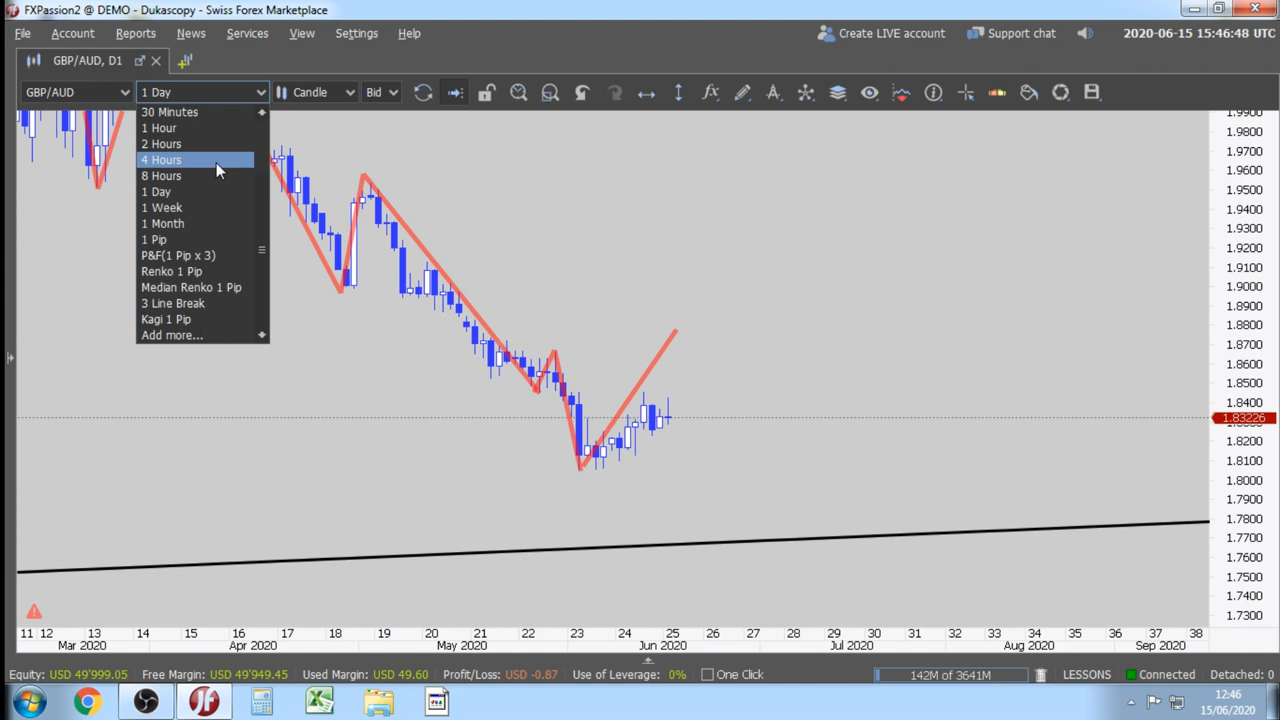 FXPassion2 @ DEMO - Dukascopy - Swiss Forex Marketplace
File Account Reports News Services View Settings Help Create LIVE account Support chat 2020-06-15 15:46:48 UTC
GBP/AUD, D1
GBP/AUD 1 Day Candle Bid
30 Minutes
1 Hour
2 Hours
4 Hours
8 Hours
1 Day
1 Week
1 Month
1 Pip
P&F(1 Pip x 3)
Renko 1 Pip
Median Renko 1 Pip
3 Line Break
Kagi 1 Pip
Add more...
1.9900
1.9800
1.9700
1.9600
1.9500
1.9400
1.9300
1.9200
1.9100
1.9000
1.8900
1.8800
1.8700
1.8600
1.8500
1.8400
1.83226
1.8200
1.8100
1.8000
1.7900
1.7800
1.7700
1.7600
1.7500
1.7400
1.7300
11 12 13 14 15 16 17 18 19 20 21 22 23 24 25 26 27 28 29 30 31 32 33 34 35 36 37 38
Mar 2020 Apr 2020 May 2020 Jun 2020 Jul 2020 Aug 2020 Sep 2020
Equity: USD 49'999.05 Free Margin: USD 49'949.45 Used Margin: USD 49.60 Profit/Loss: USD -0.87 Use of Leverage: 0% One Click 142M of 3641M LESSONS Connected Detached: 0
12:46
15/06/2020